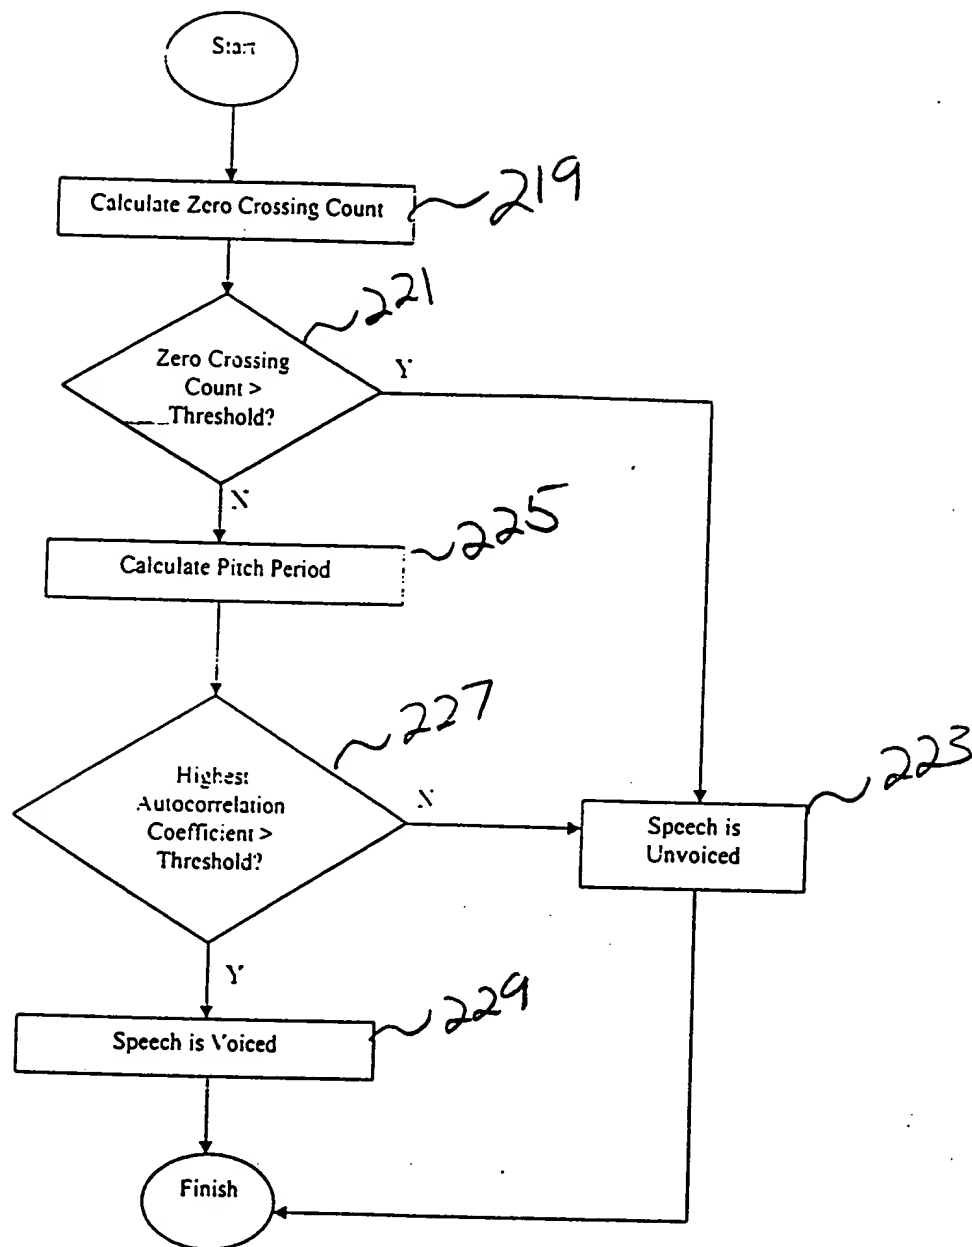 Start
Calculate Zero Crossing Count
219
221
Zero Crossing
Count >
Threshold?
Y
N
225
Calculate Pitch Period
227
Highest
Autocorrelation
Coefficient >
Threshold?
N
223
Speech is
Unvoiced
Y
229
Speech is Voiced
Finish